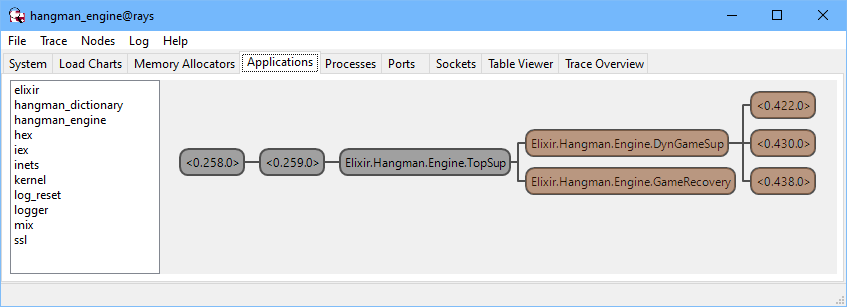 hangman_engine@rays
File Trace Nodes Log Help
System Load Charts Memory Allocators Applications Processes Ports Sockets Table Viewer Trace Overview
elixir
hangman_dictionary
hangman_engine
hex
iex
inets
kernel
log_reset
logger
mix
ssl
<0.258.0> <0.259.0> Elixir.Hangman.Engine.TopSup
Elixir.Hangman.Engine.DynGameSup
Elixir.Hangman.Engine.GameRecovery
<0.422.0>
<0.430.0>
<0.438.0>